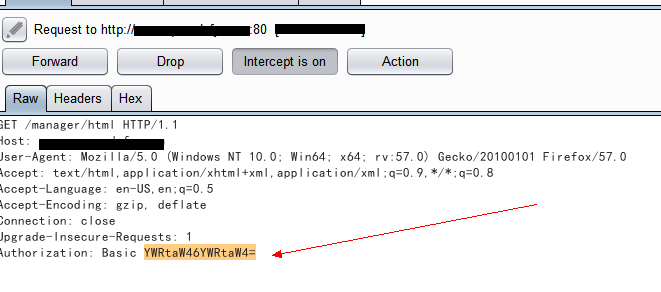 Request to http://:80 [ ]
Forward Drop Intercept is on Action
Raw Headers Hex
GET /manager/html HTTP/1.1
Host:
User-Agent: Mozilla/5.0 (Windows NT 10.0; Win64; x64; rv:57.0) Gecko/20100101 Firefox/57.0
Accept: text/html,application/xhtml+xml,application/xml;q=0.9,*/*;q=0.8
Accept-Language: en-US,en;q=0.5
Accept-Encoding: gzip, deflate
Connection: close
Upgrade-Insecure-Requests: 1
Authorization: Basic YWRtaW46YWRtaW4=